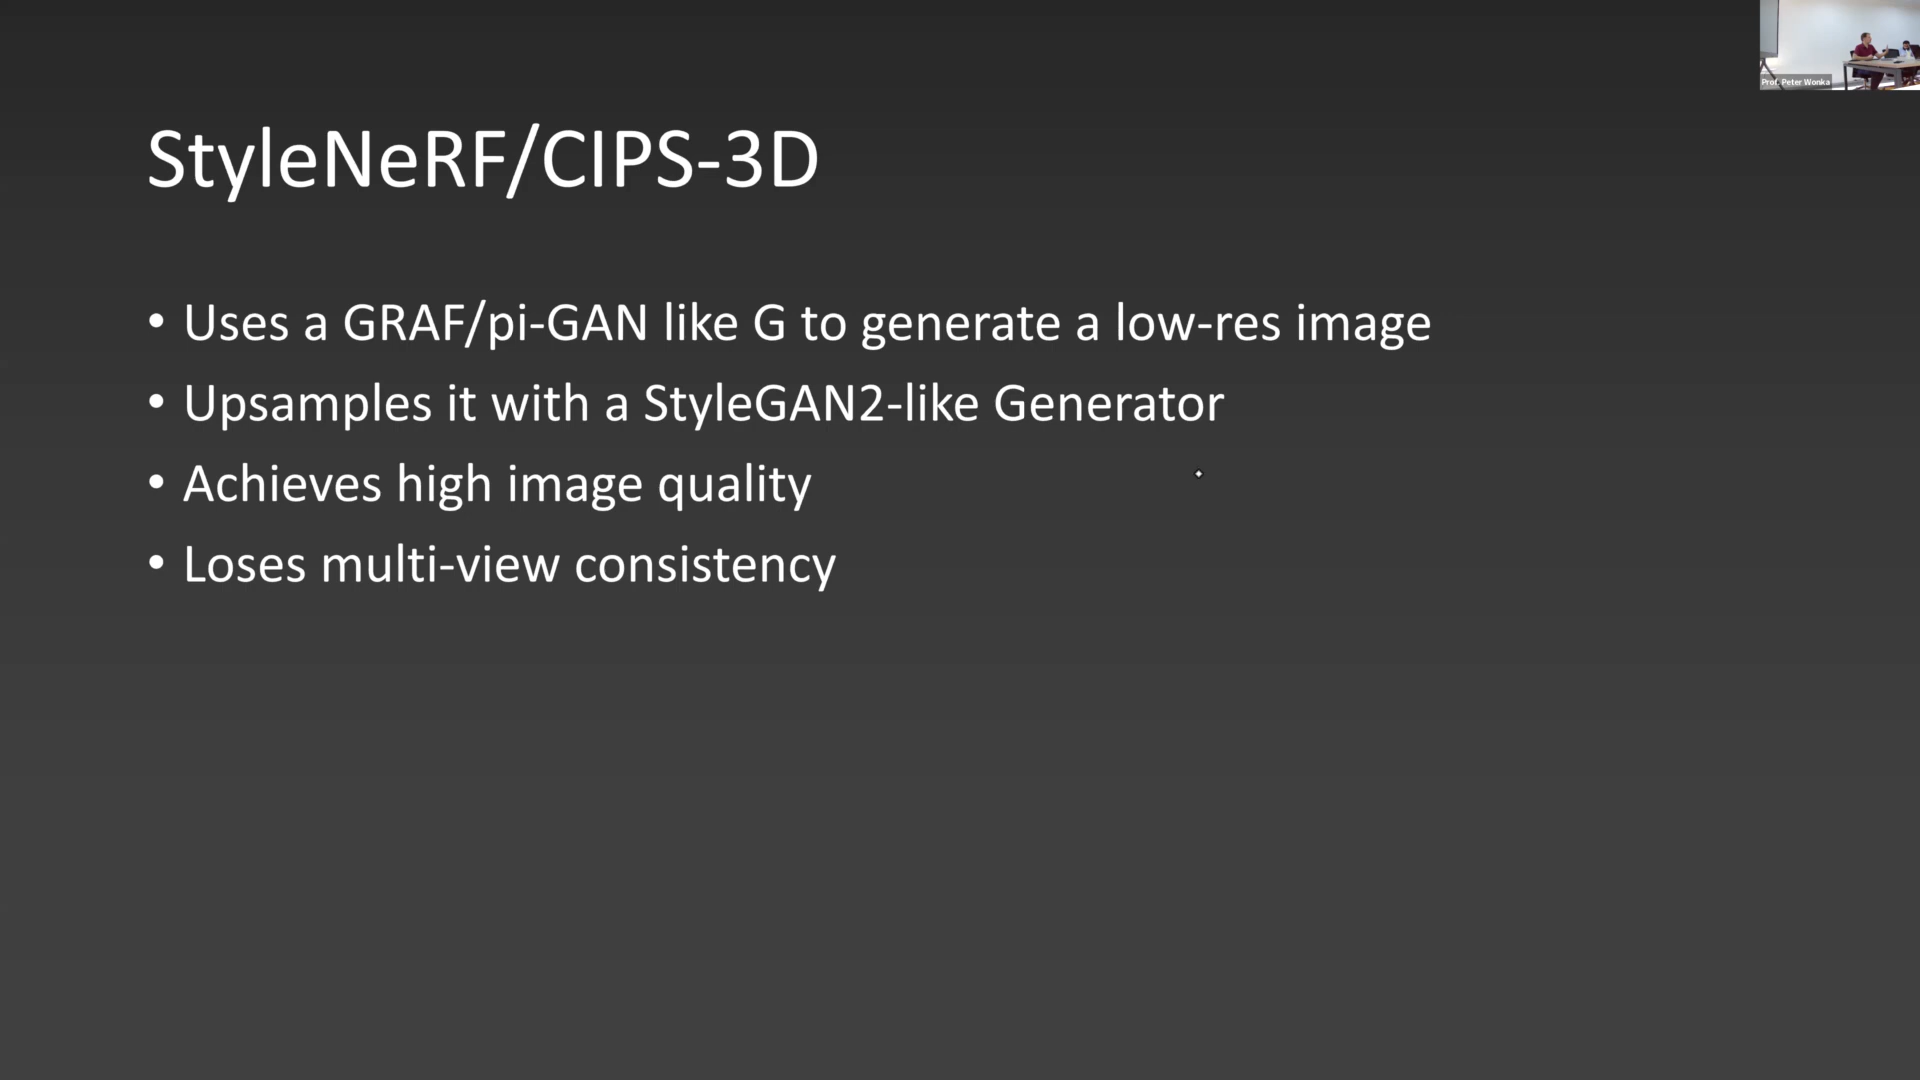 Prof. Peter Wonka
StyleNeRF/CIPS-3D
• Uses a GRAF/pi-GAN like G to generate a low-res image
• Upsamples it with a StyleGAN2-like Generator
• Achieves high image quality
• Loses multi-view consistency